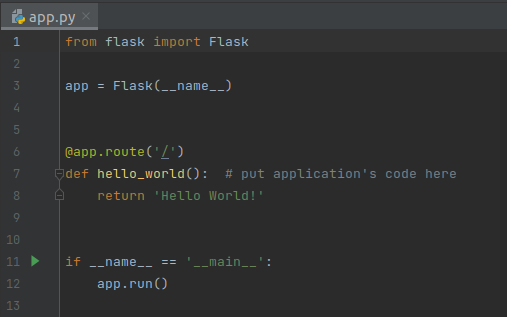 app.py
1 from flask import Flask
2
3 app = Flask(__name__)
4
5
6 @app.route('/')
7 def hello_world():  # put application's code here
8     return 'Hello World!'
9
10
11 if __name__ == '__main__':
12     app.run()
13